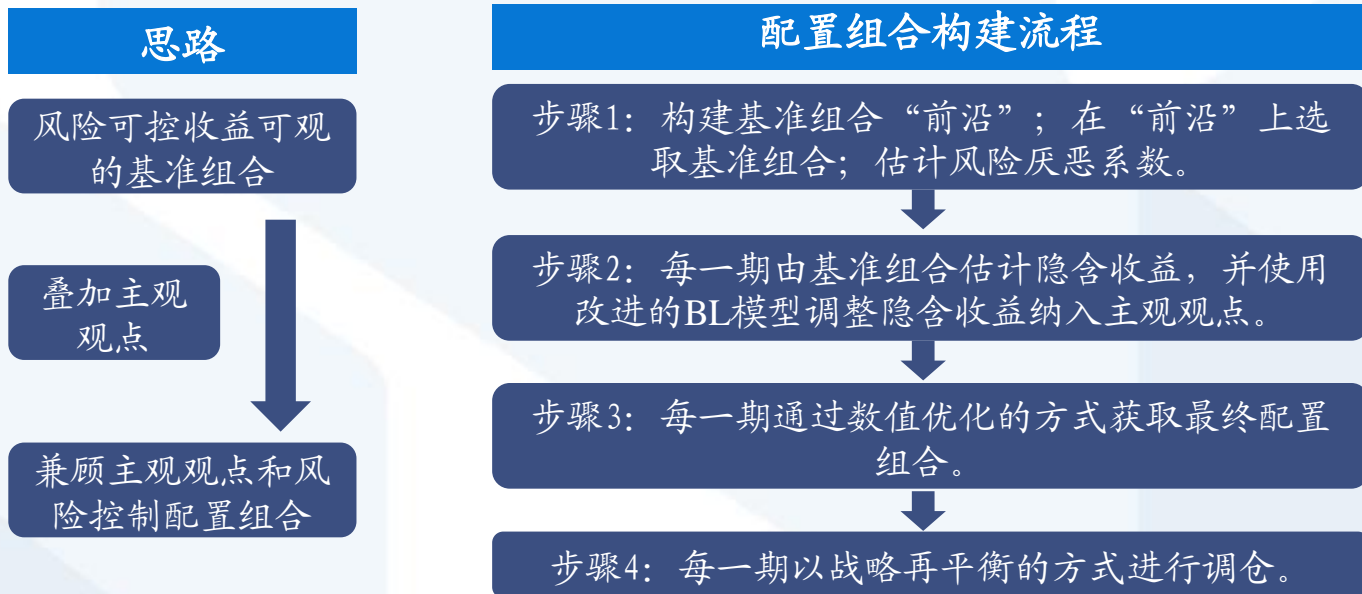 思路
风险可控收益可观
的基准组合
叠加主观
观点
兼顾主观观点和风
险控制配置组合
配置组合构建流程
步骤1：构建基准组合“前沿”；在“前沿”上选
取基准组合；估计风险厌恶系数。
步骤2：每一期由基准组合估计隐含收益，并使用
改进的BL模型调整隐含收益纳入主观观点。
步骤3：每一期通过数值优化的方式获取最终配置
组合。
步骤4：每一期以战略再平衡的方式进行调仓。